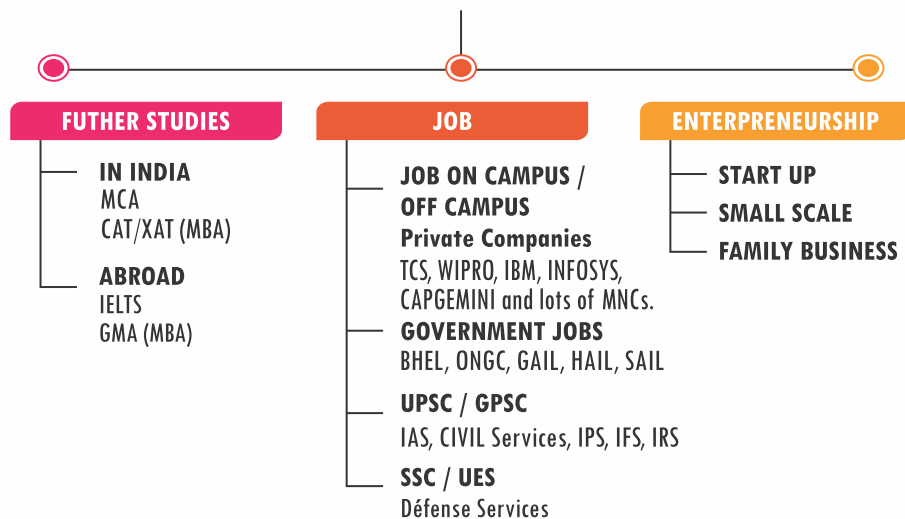 FUTHER STUDIES
IN INDIA
MCA
CAT/XAT (MBA)
ABROAD
IELTS
GMA (MBA)
JOB
JOB ON CAMPUS /
OFF CAMPUS
Private Companies
TCS, WIPRO, IBM, INFOSYS,
CAPGEMINI and lots of MNCs.
GOVERNMENT JOBS
BHEL, ONGC, GAIL, HAIL, SAIL
UPSC / GPSC
IAS, CIVIL Services, IPS, IFS, IRS
SSC / UES
Défense Services
ENTERPRENEURSHIP
START UP
SMALL SCALE
FAMILY BUSINESS